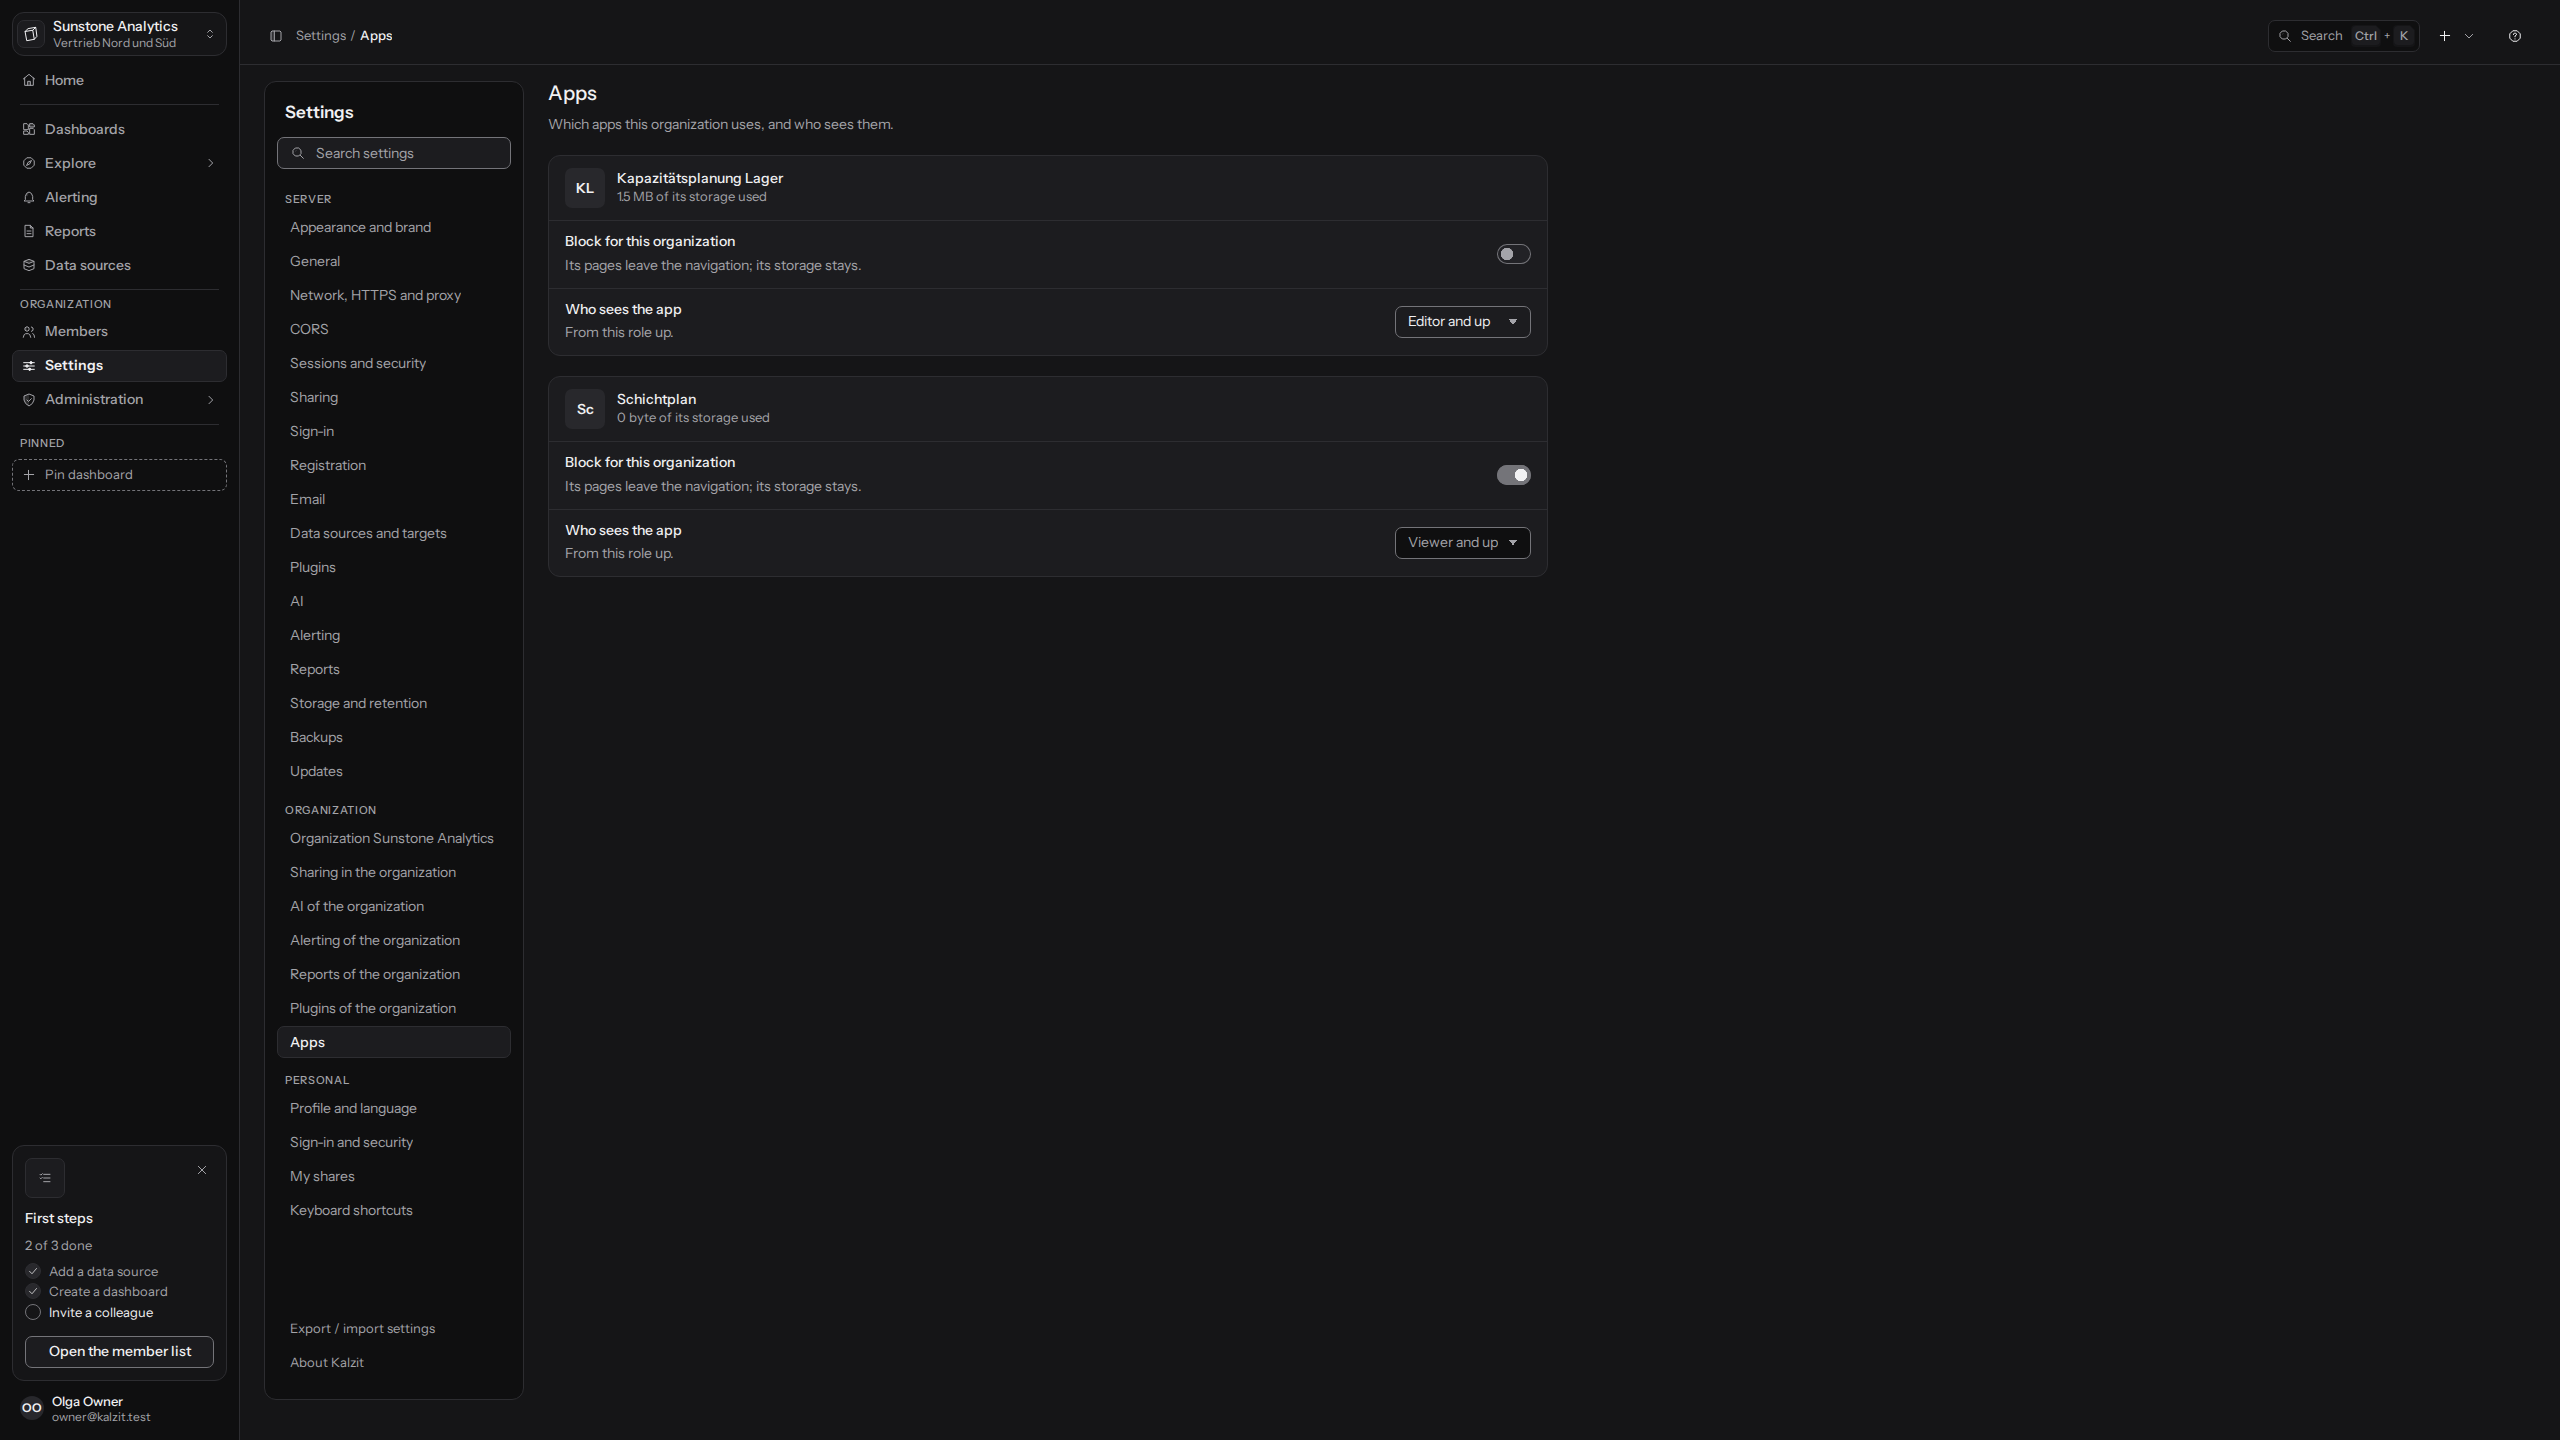 Sunstone Analytics
Vertrieb Nord und Süd
Home
Dashboards
Explore
Alerting
Reports
Data sources
ORGANIZATION
Members
Settings
Administration
PINNED
Pin dashboard
First steps
2 of 3 done
Add a data source
Create a dashboard
Invite a colleague
Open the member list
OO
Olga Owner
owner@kalzit.test
Settings / Apps
Search Ctrl + K
Settings
Search settings
SERVER
Appearance and brand
General
Network, HTTPS and proxy
CORS
Sessions and security
Sharing
Sign-in
Registration
Email
Data sources and targets
Plugins
AI
Alerting
Reports
Storage and retention
Backups
Updates
ORGANIZATION
Organization Sunstone Analytics
Sharing in the organization
AI of the organization
Alerting of the organization
Reports of the organization
Plugins of the organization
Apps
PERSONAL
Profile and language
Sign-in and security
My shares
Keyboard shortcuts
Export / import settings
About Kalzit
Apps
Which apps this organization uses, and who sees them.
KL
Kapazitätsplanung Lager
1.5 MB of its storage used
Block for this organization
Its pages leave the navigation; its storage stays.
Who sees the app
From this role up.
Editor and up
Sc
Schichtplan
0 byte of its storage used
Block for this organization
Its pages leave the navigation; its storage stays.
Who sees the app
From this role up.
Viewer and up